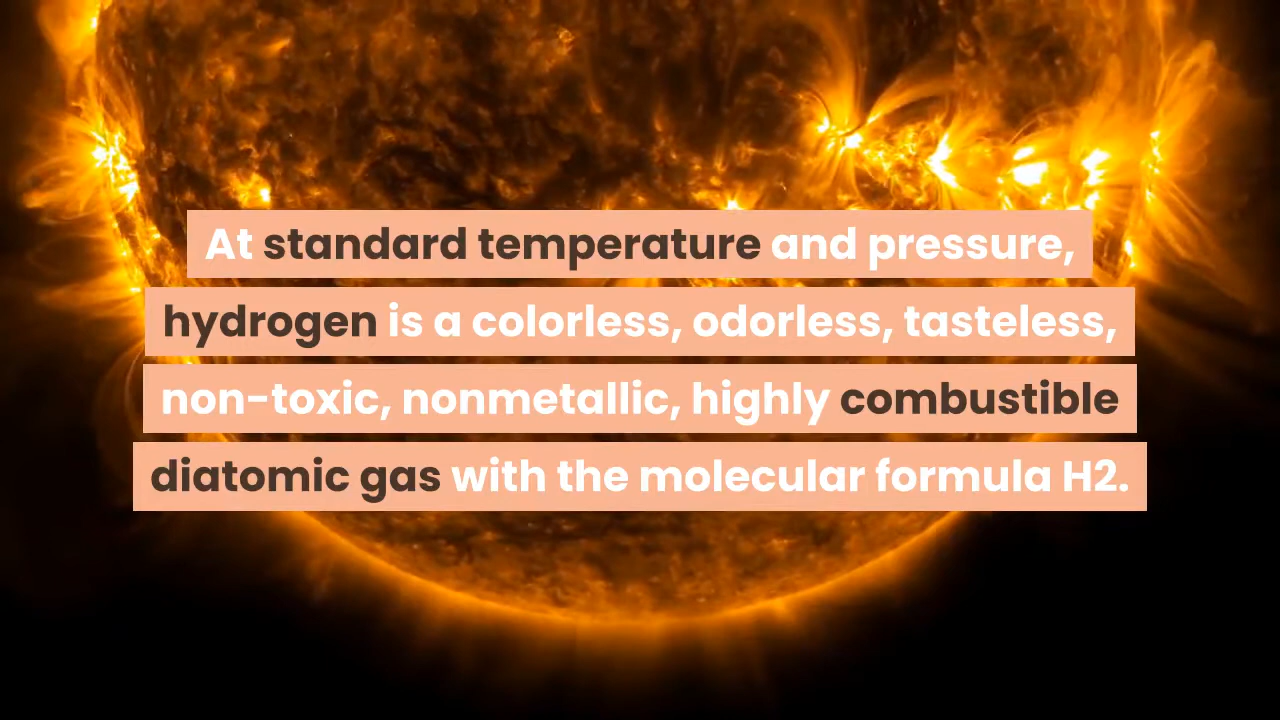 At standard temperature and pressure,
hydrogen is a colorless, odorless, tasteless,
non-toxic, nonmetallic, highly combustible
diatomic gas with the molecular formula H2.